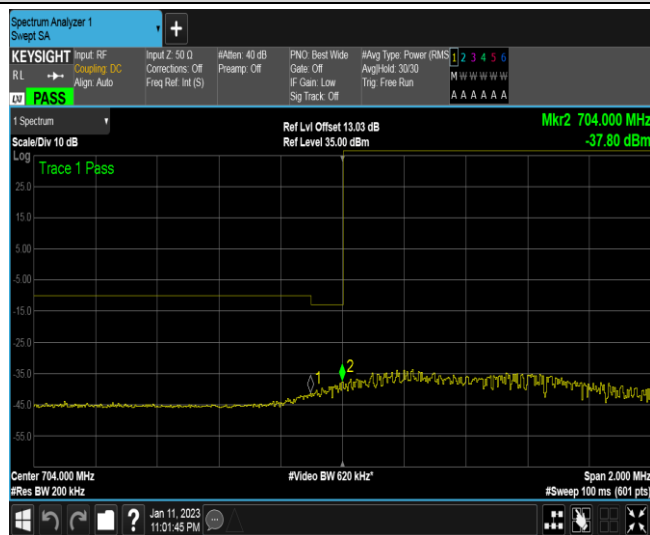 Spectrum Analyzer 1
Swept SA
+
KEYSIGHT
RL
LXI PASS
Input: RF
Coupling: DC
Align: Auto
Input Z: 50 Ω
Corrections: Off
Freq Ref: Int (S)
#Atten: 40 dB
Preamp: Off
PNO: Best Wide
Gate: Off
IF Gain: Low
Sig Track: Off
#Avg Type: Power (RMS
Avg|Hold: 30/30
Trig: Free Run
1 2 3 4 5 6
M W W W W W
A A A A A A
1 Spectrum
Scale/Div 10 dB
Ref Lvl Offset 13.03 dB
Ref Level 35.00 dBm
Mkr2 704.000 MHz
-37.80 dBm
Log
Trace 1 Pass
25.0
15.0
5.00
-5.00
-15.0
-25.0
-35.0
-45.0
-55.0
1
2
Center 704.000 MHz
#Res BW 200 kHz
#Video BW 620 kHz*
Span 2.000 MHz
#Sweep 100 ms (601 pts)
?
Jan 11, 2023
11:01:45 PM